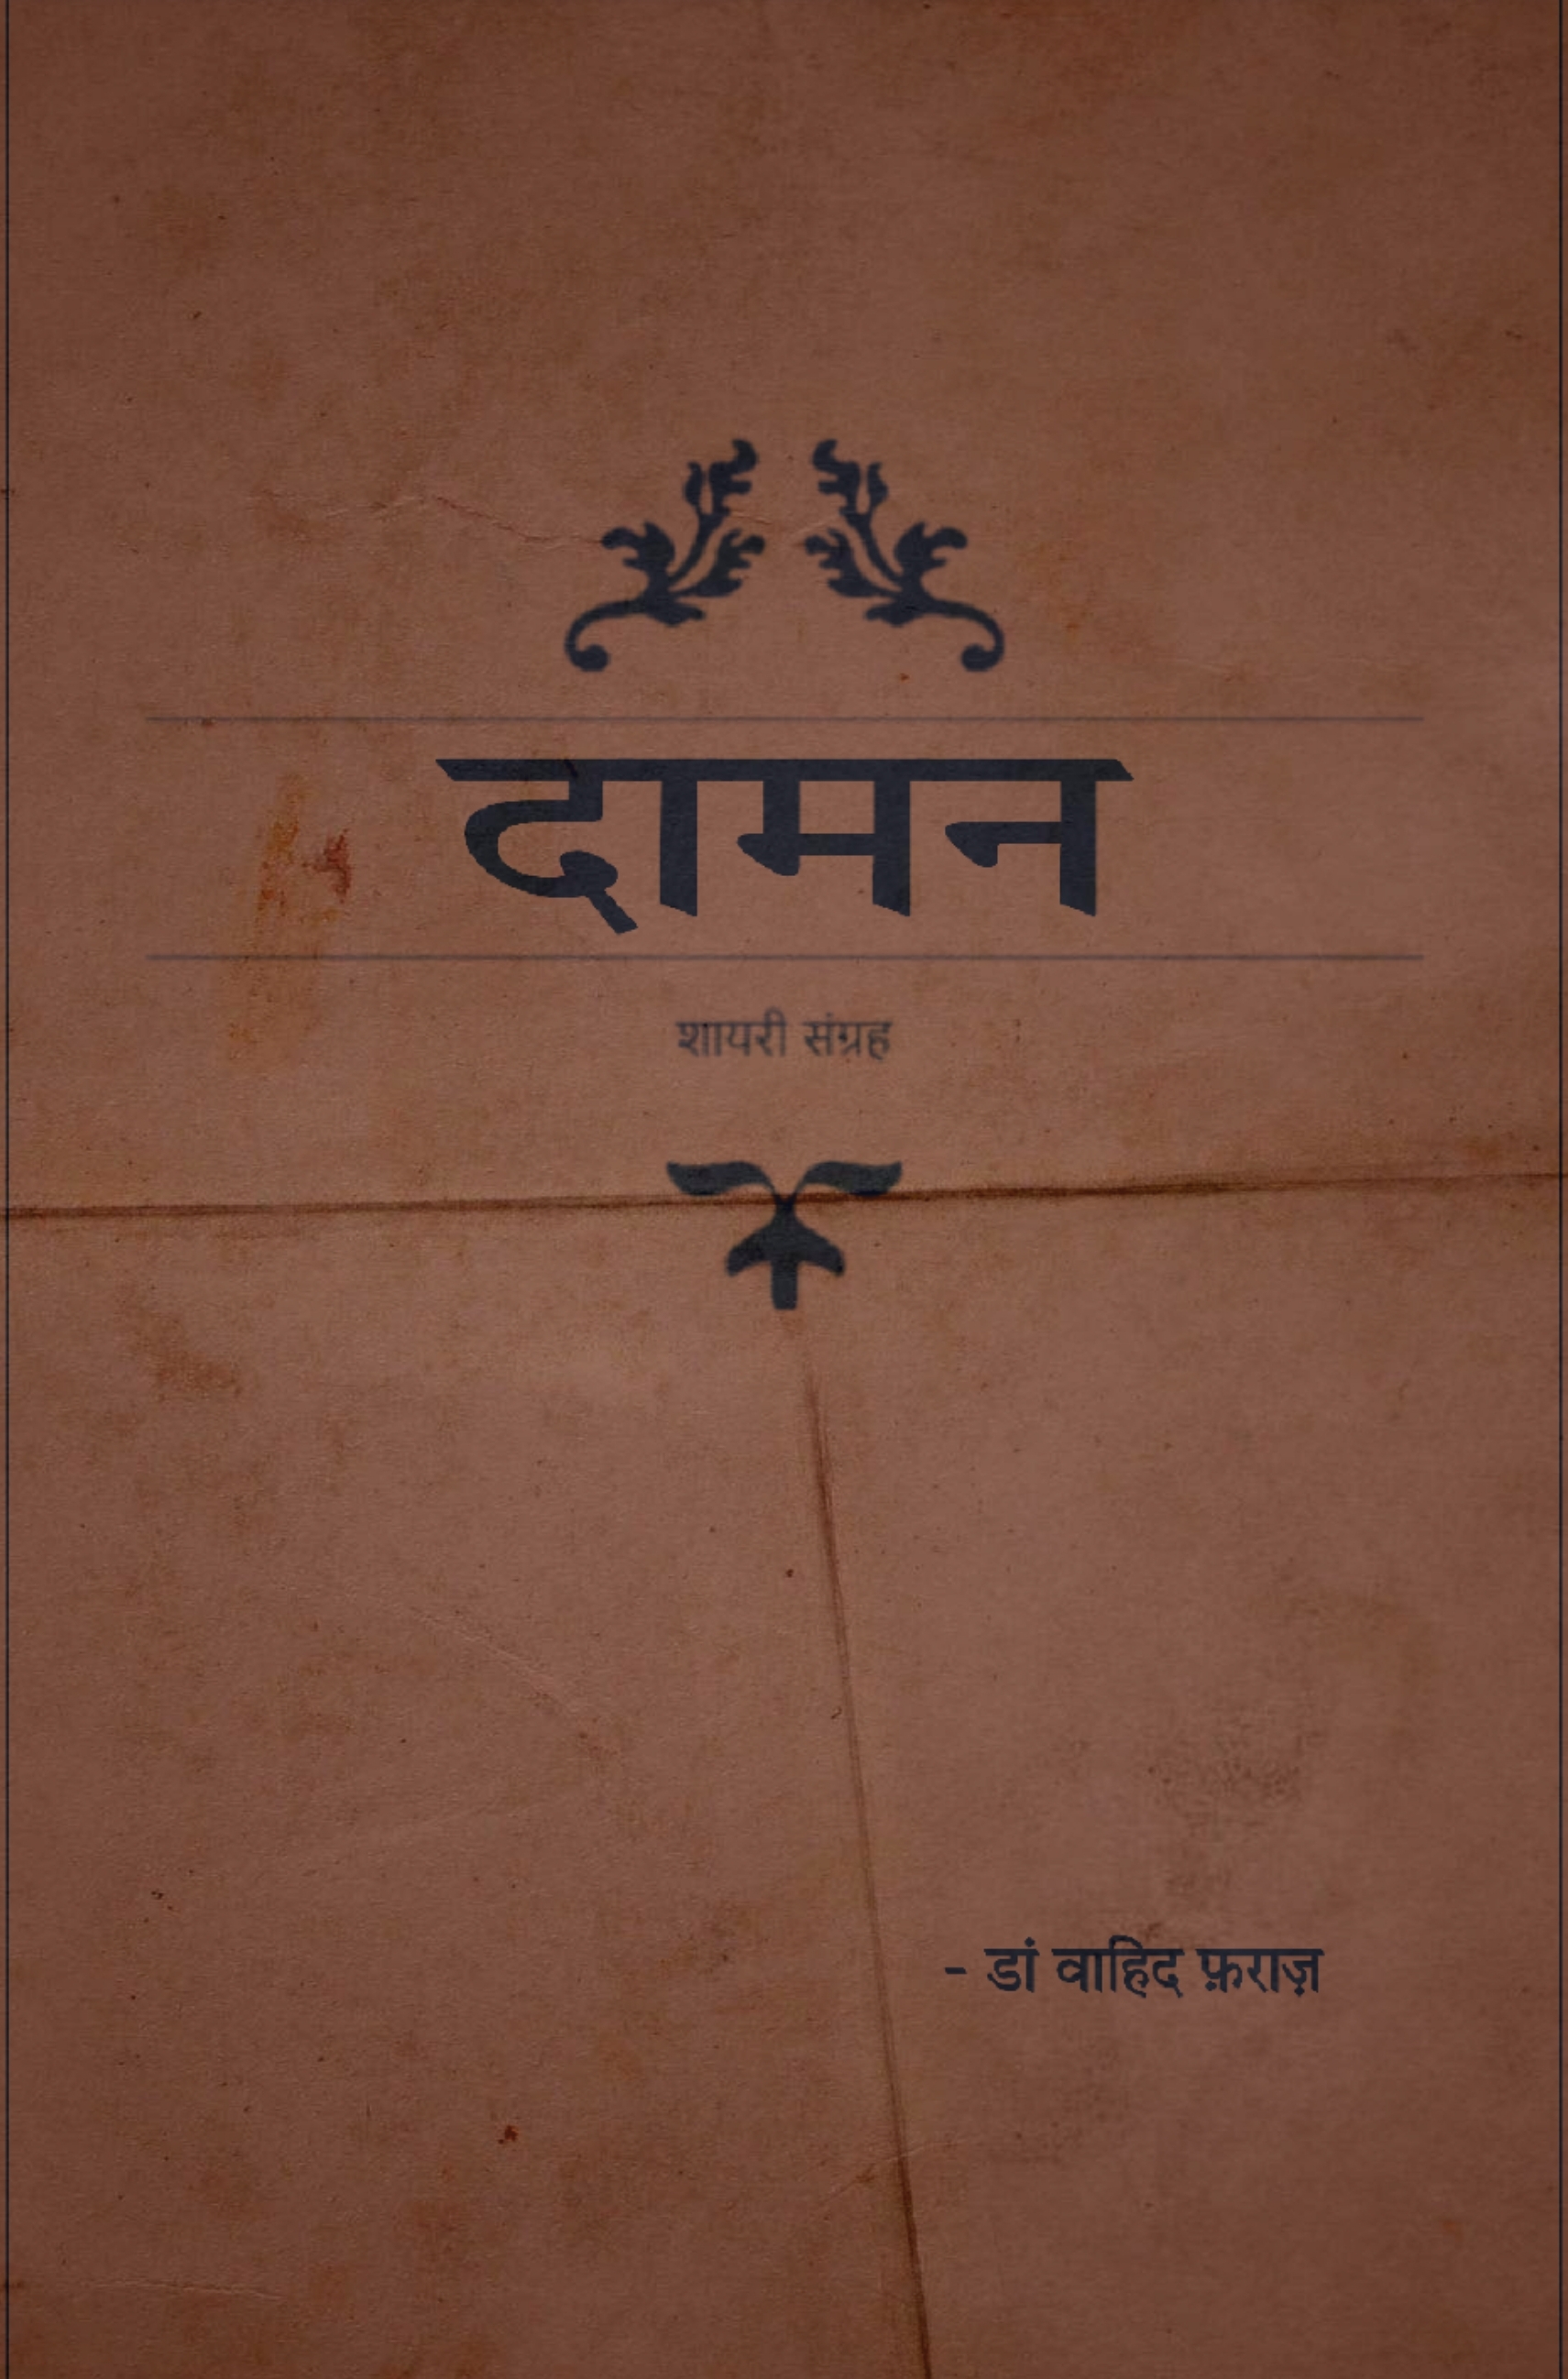 दामन
शायरी संग्रह
- डां वाहिद फ़राज़